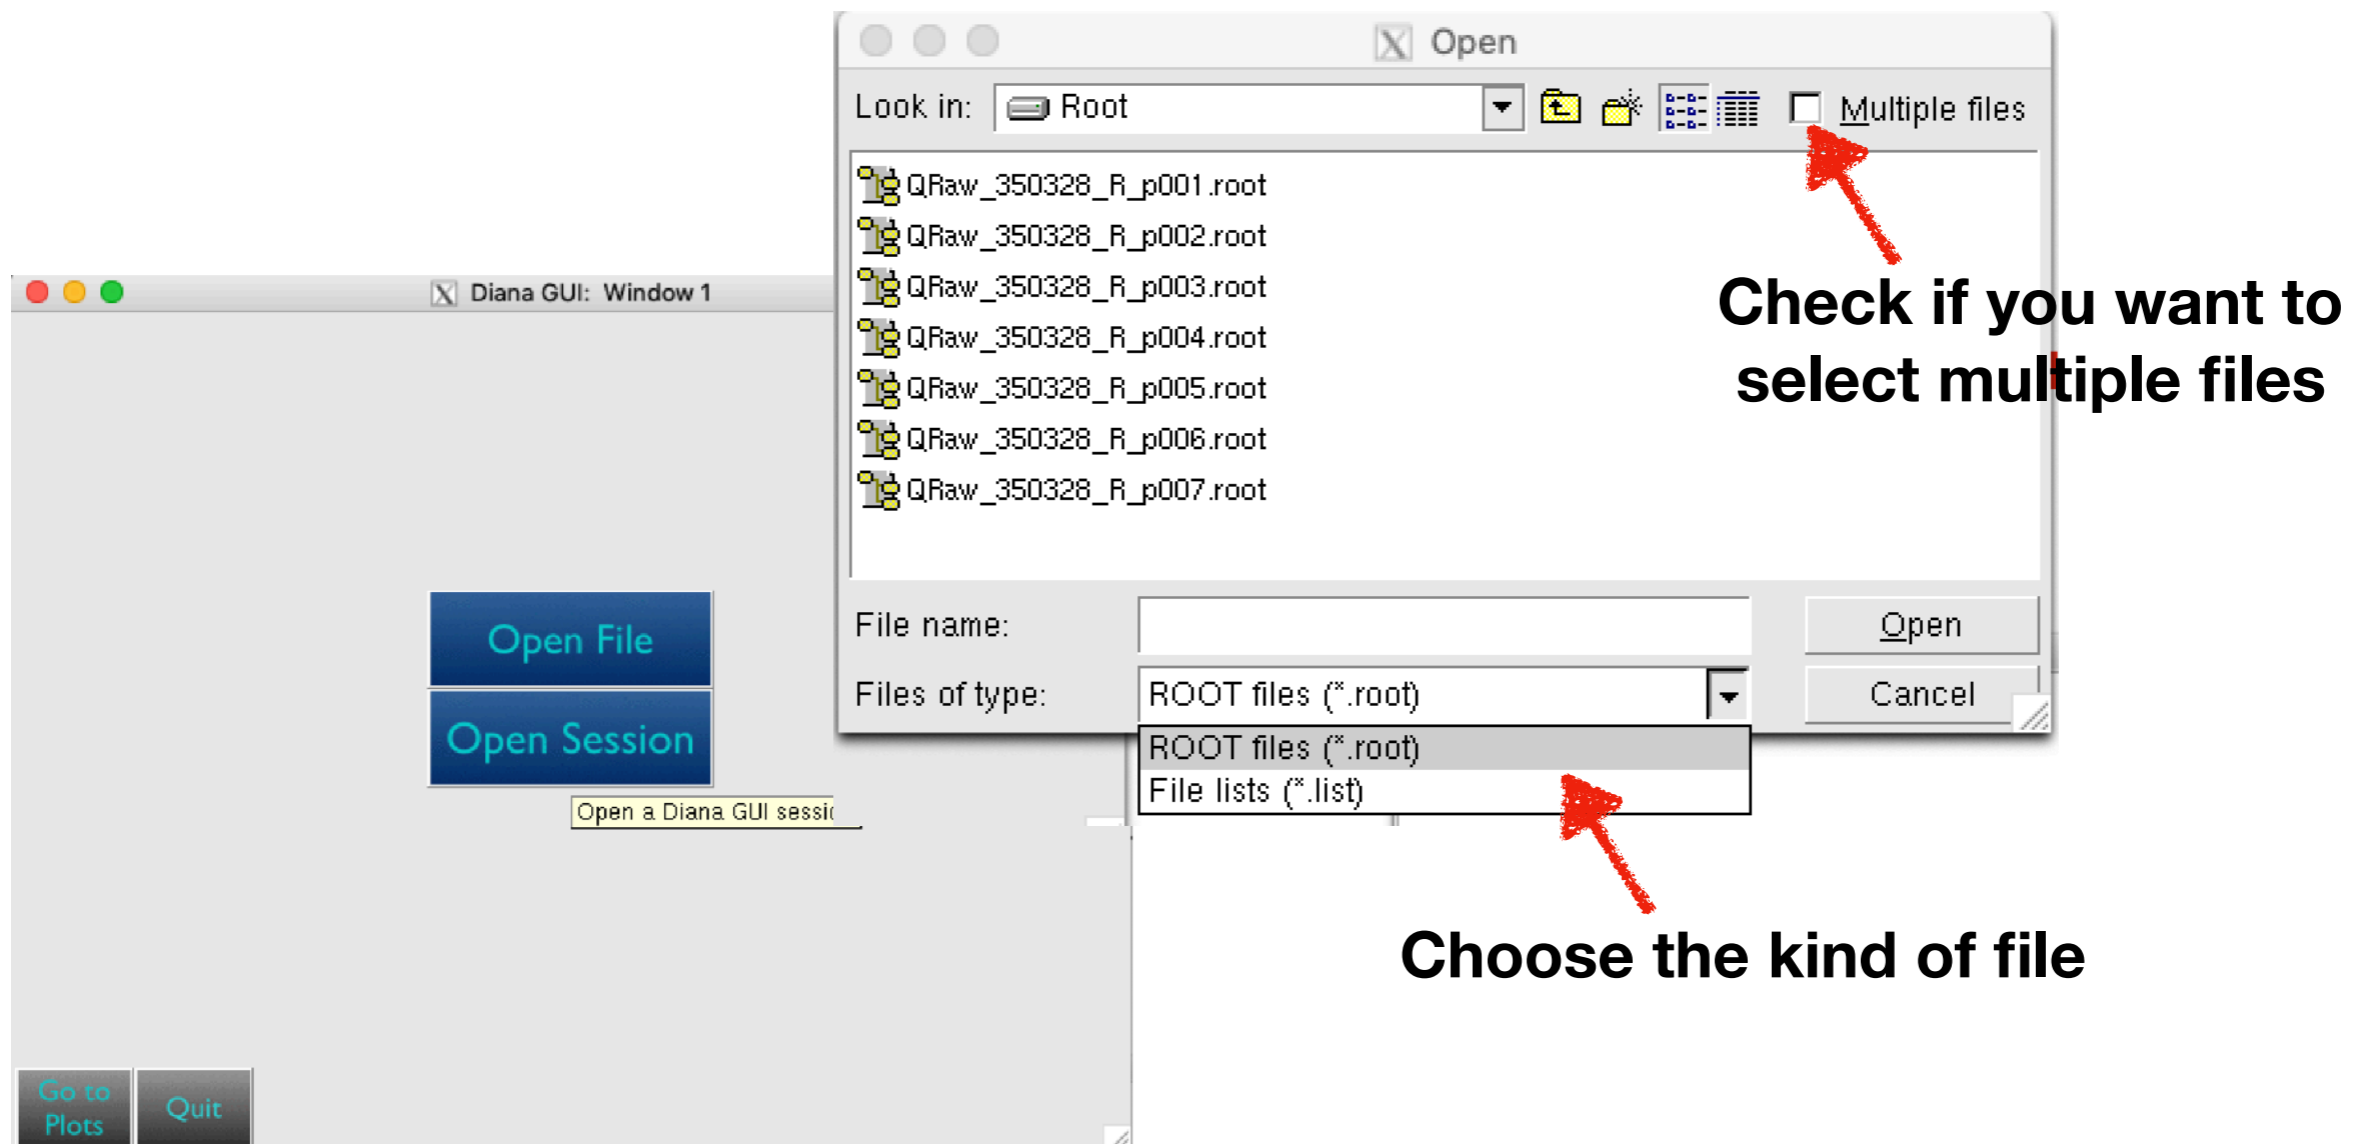 Open
Look in:
Root
Multiple files
QRaw_350328_R_p001.root
QRaw_350328_R_p002.root
QRaw_350328_R_p003.root
QRaw_350328_R_p004.root
QRaw_350328_R_p005.root
QRaw_350328_R_p006.root
QRaw_350328_R_p007.root
File name:
Open
Files of type:
ROOT files (*.root)
Cancel
ROOT files (*.root)
File lists (*.list)
Check if you want to
select multiple files
Choose the kind of file
Diana GUI: Window 1
Open File
Open Session
Open a Diana GUI
Go to
Plots
Quit